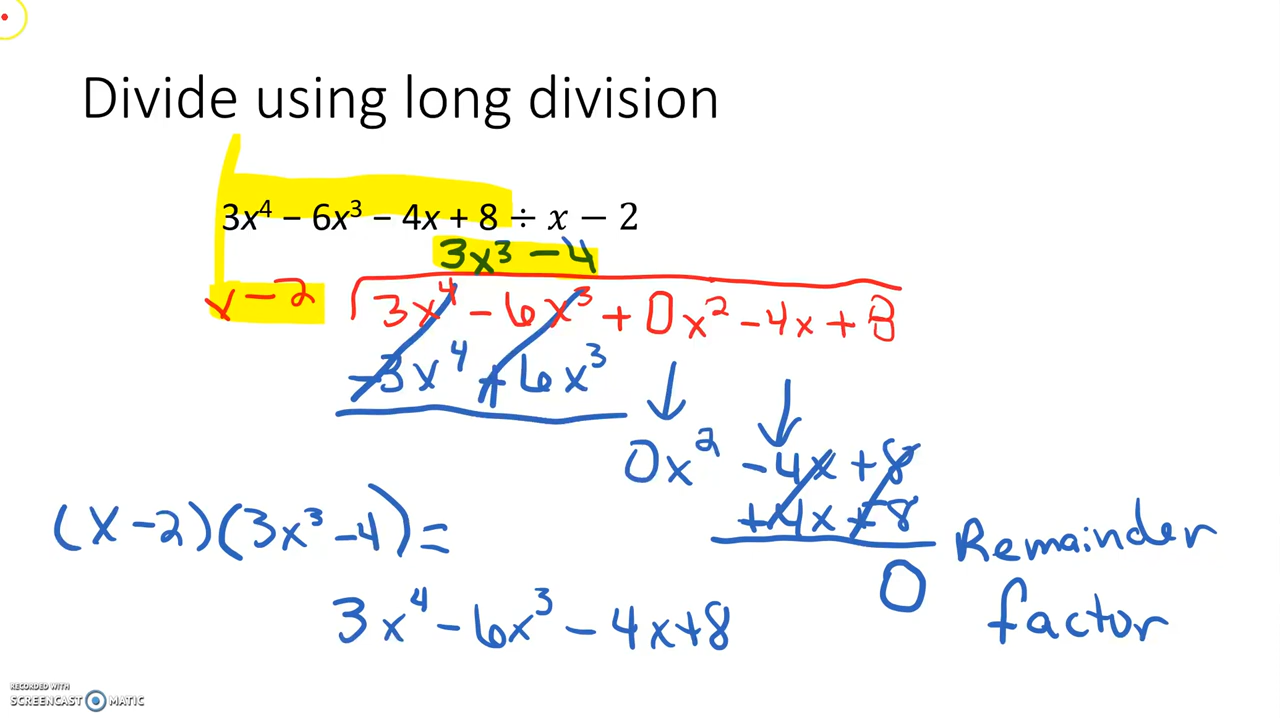 Divide using long division
3x⁴ – 6x³ – 4x + 8 ÷ x − 2
3x³ – 4
x – 2 3x⁴ – 6x³ + 0x² – 4x + 8
–3x⁴ + 6x³
0x² – 4x + 8
+4x – 8
0 Remainder
factor
(x – 2)(3x³ – 4) =
3x⁴ – 6x³ – 4x + 8
RECORDED WITH
SCREENCAST MATIC